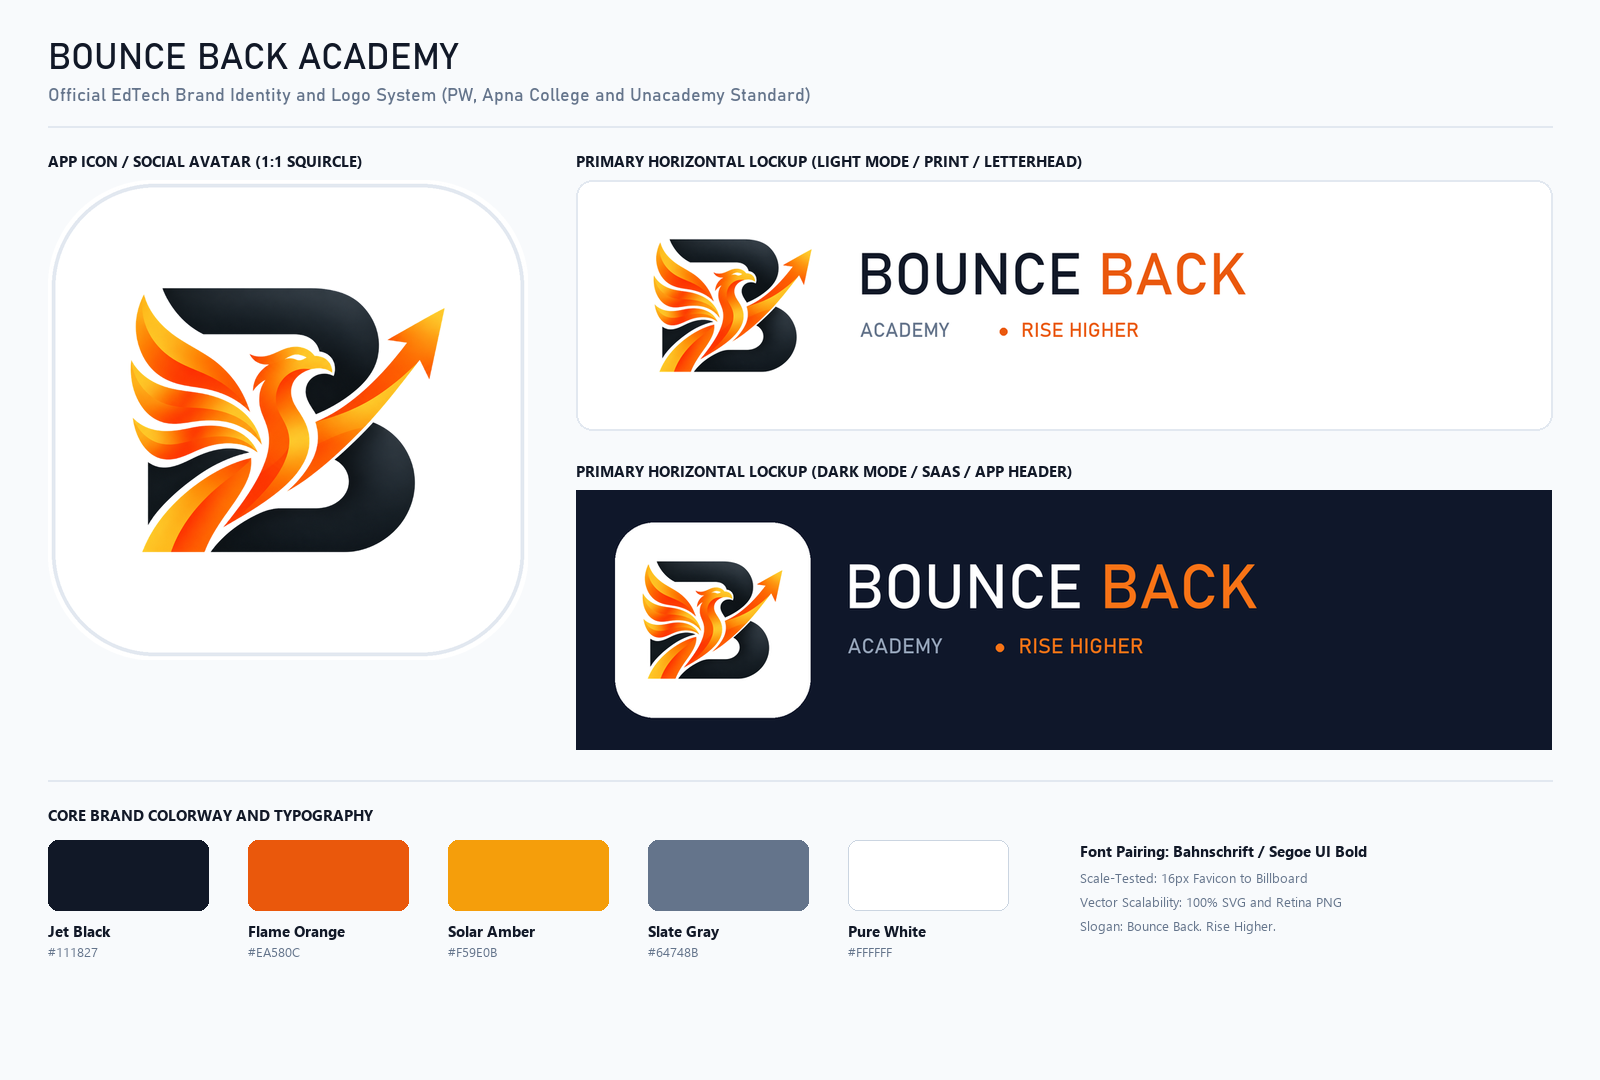 BOUNCE BACK ACADEMY
Official EdTech Brand Identity and Logo System (PW, Apna College and Unacademy Standard)
APP ICON / SOCIAL AVATAR (1:1 SQUIRCLE)
PRIMARY HORIZONTAL LOCKUP (LIGHT MODE / PRINT / LETTERHEAD)
BOUNCE BACK
ACADEMY • RISE HIGHER
PRIMARY HORIZONTAL LOCKUP (DARK MODE / SAAS / APP HEADER)
BOUNCE BACK
ACADEMY • RISE HIGHER
CORE BRAND COLORWAY AND TYPOGRAPHY
Jet Black
#111827
Flame Orange
#EA580C
Solar Amber
#F59E0B
Slate Gray
#64748B
Pure White
#FFFFFF
Font Pairing: Bahnschrift / Segoe UI Bold
Scale-Tested: 16px Favicon to Billboard
Vector Scalability: 100% SVG and Retina PNG
Slogan: Bounce Back. Rise Higher.